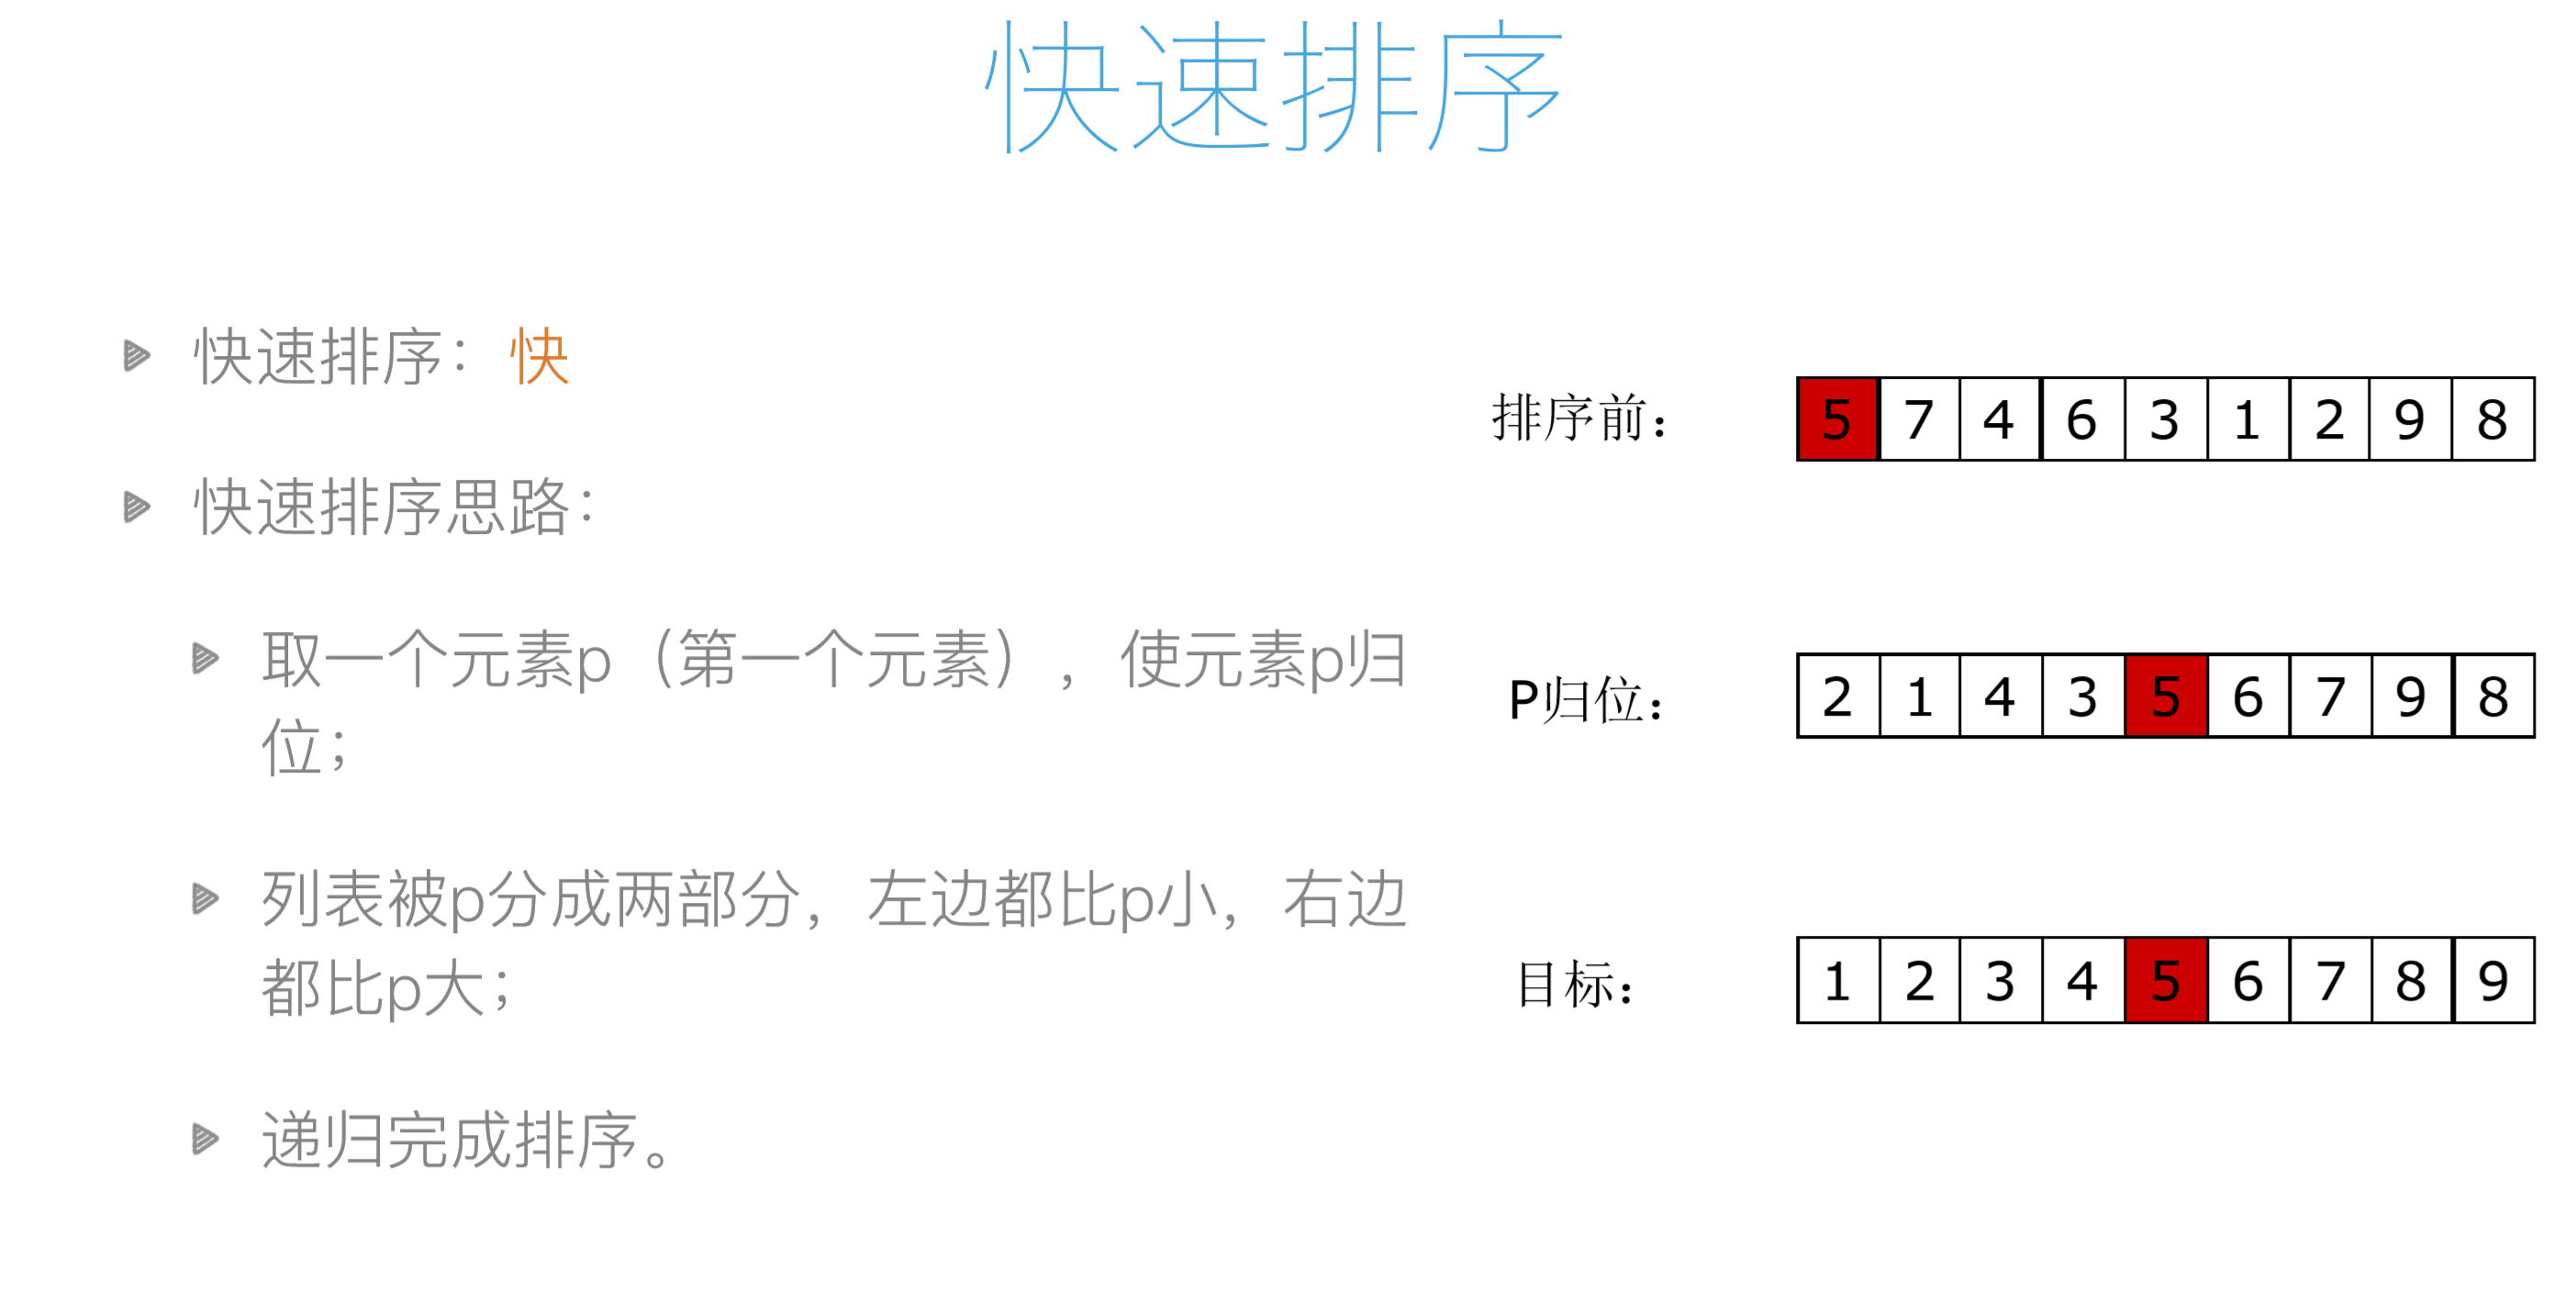 快速排序
快速排序：快
快速排序思路：
取一个元素p（第一个元素），使元素p归
位；
列表被p分成两部分，左边都比p小，右边
都比p大；
递归完成排序。
排序前：
5 7 4 6 3 1 2 9 8
P归位：
2 1 4 3 5 6 7 9 8
目标：
1 2 3 4 5 6 7 8 9